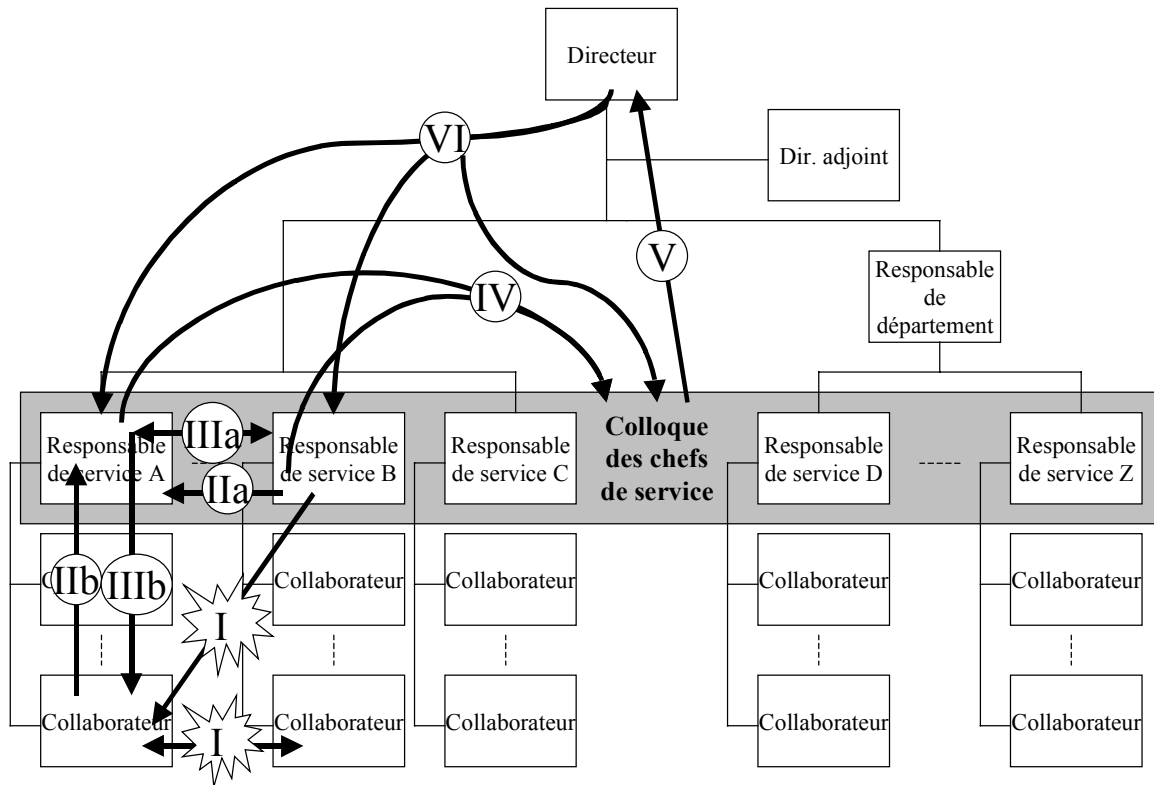 Directeur
VI
Dir. adjoint
V
Responsable
de
département
IV
Responsable
de service A
IIIa
IIa
Responsable
de service B
Responsable
de service C
Colloque
des chefs
de service
Responsable
de service D
Responsable
de service Z
C
IIb
IIIb
I
Collaborateur
Collaborateur
Collaborateur
Collaborateur
Collaborateur
I
Collaborateur
Collaborateur
Collaborateur
Collaborateur